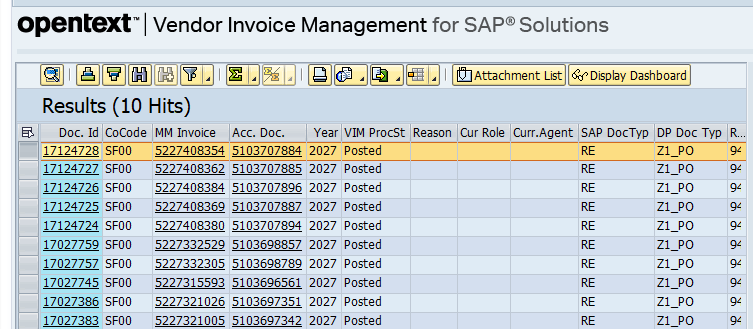 opentext™ | Vendor Invoice Management for SAP® Solutions
Attachment List Display Dashboard
Results (10 Hits)
Doc. Id CoCode MM Invoice Acc. Doc. Year VIM ProcSt Reason Cur Role Curr.Agent SAP DocTyp DP Doc Typ R...
17124728 SF00 5227408354 5103707884 2027 Posted RE Z1_PO 94
17124727 SF00 5227408362 5103707885 2027 Posted RE Z1_PO 94
17124726 SF00 5227408384 5103707896 2027 Posted RE Z1_PO 94
17124725 SF00 5227408369 5103707887 2027 Posted RE Z1_PO 94
17124724 SF00 5227408380 5103707894 2027 Posted RE Z1_PO 94
17027759 SF00 5227332529 5103698857 2027 Posted RE Z1_PO 94
17027757 SF00 5227332305 5103698789 2027 Posted RE Z1_PO 94
17027745 SF00 5227315593 5103696561 2027 Posted RE Z1_PO 94
17027386 SF00 5227321026 5103697351 2027 Posted RE Z1_PO 94
17027383 SF00 5227321005 5103697342 2027 Posted RE Z1_PO 94